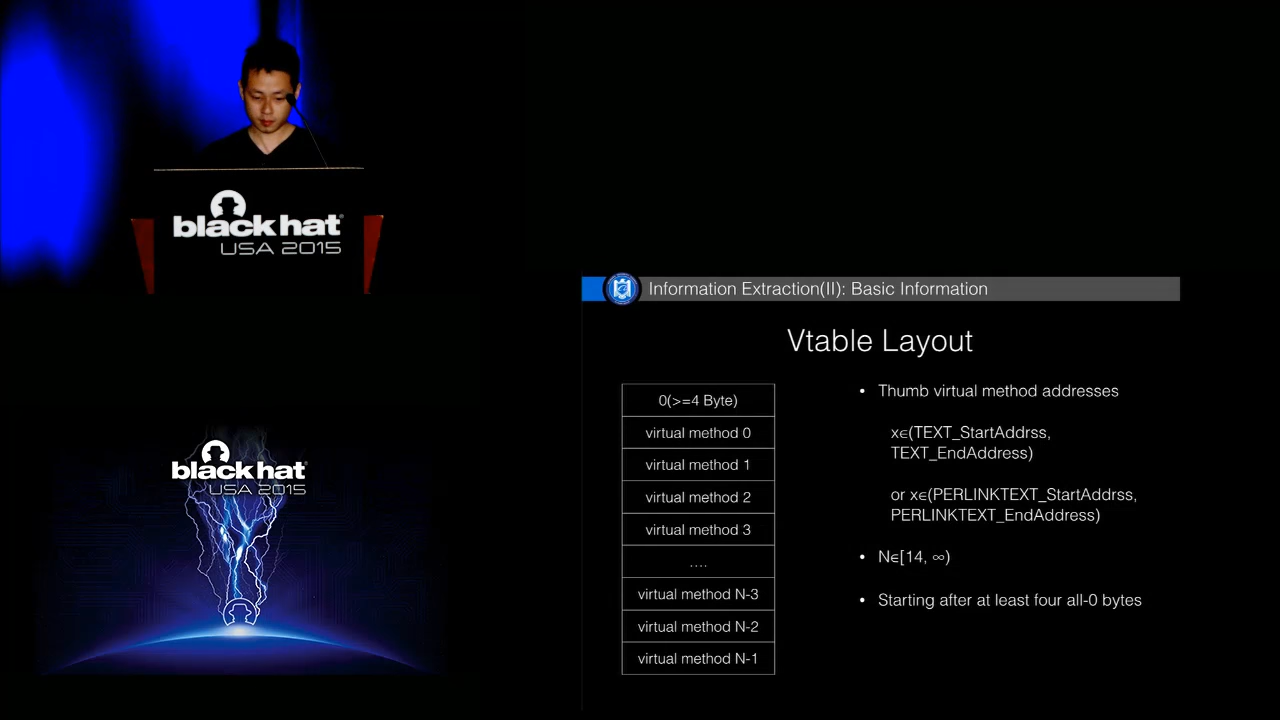 black hat
USA 2015
Information Extraction(II): Basic Information
Vtable Layout
0(>=4 Byte)
virtual method 0
virtual method 1
virtual method 2
virtual method 3
....
virtual method N-3
virtual method N-2
virtual method N-1
• Thumb virtual method addresses
x∈(TEXT_StartAddrss,
TEXT_EndAddress)
or x∈(PERLINKTEXT_StartAddrss,
PERLINKTEXT_EndAddress)
• N∈[14, ∞)
• Starting after at least four all-0 bytes
black hat
USA 2015